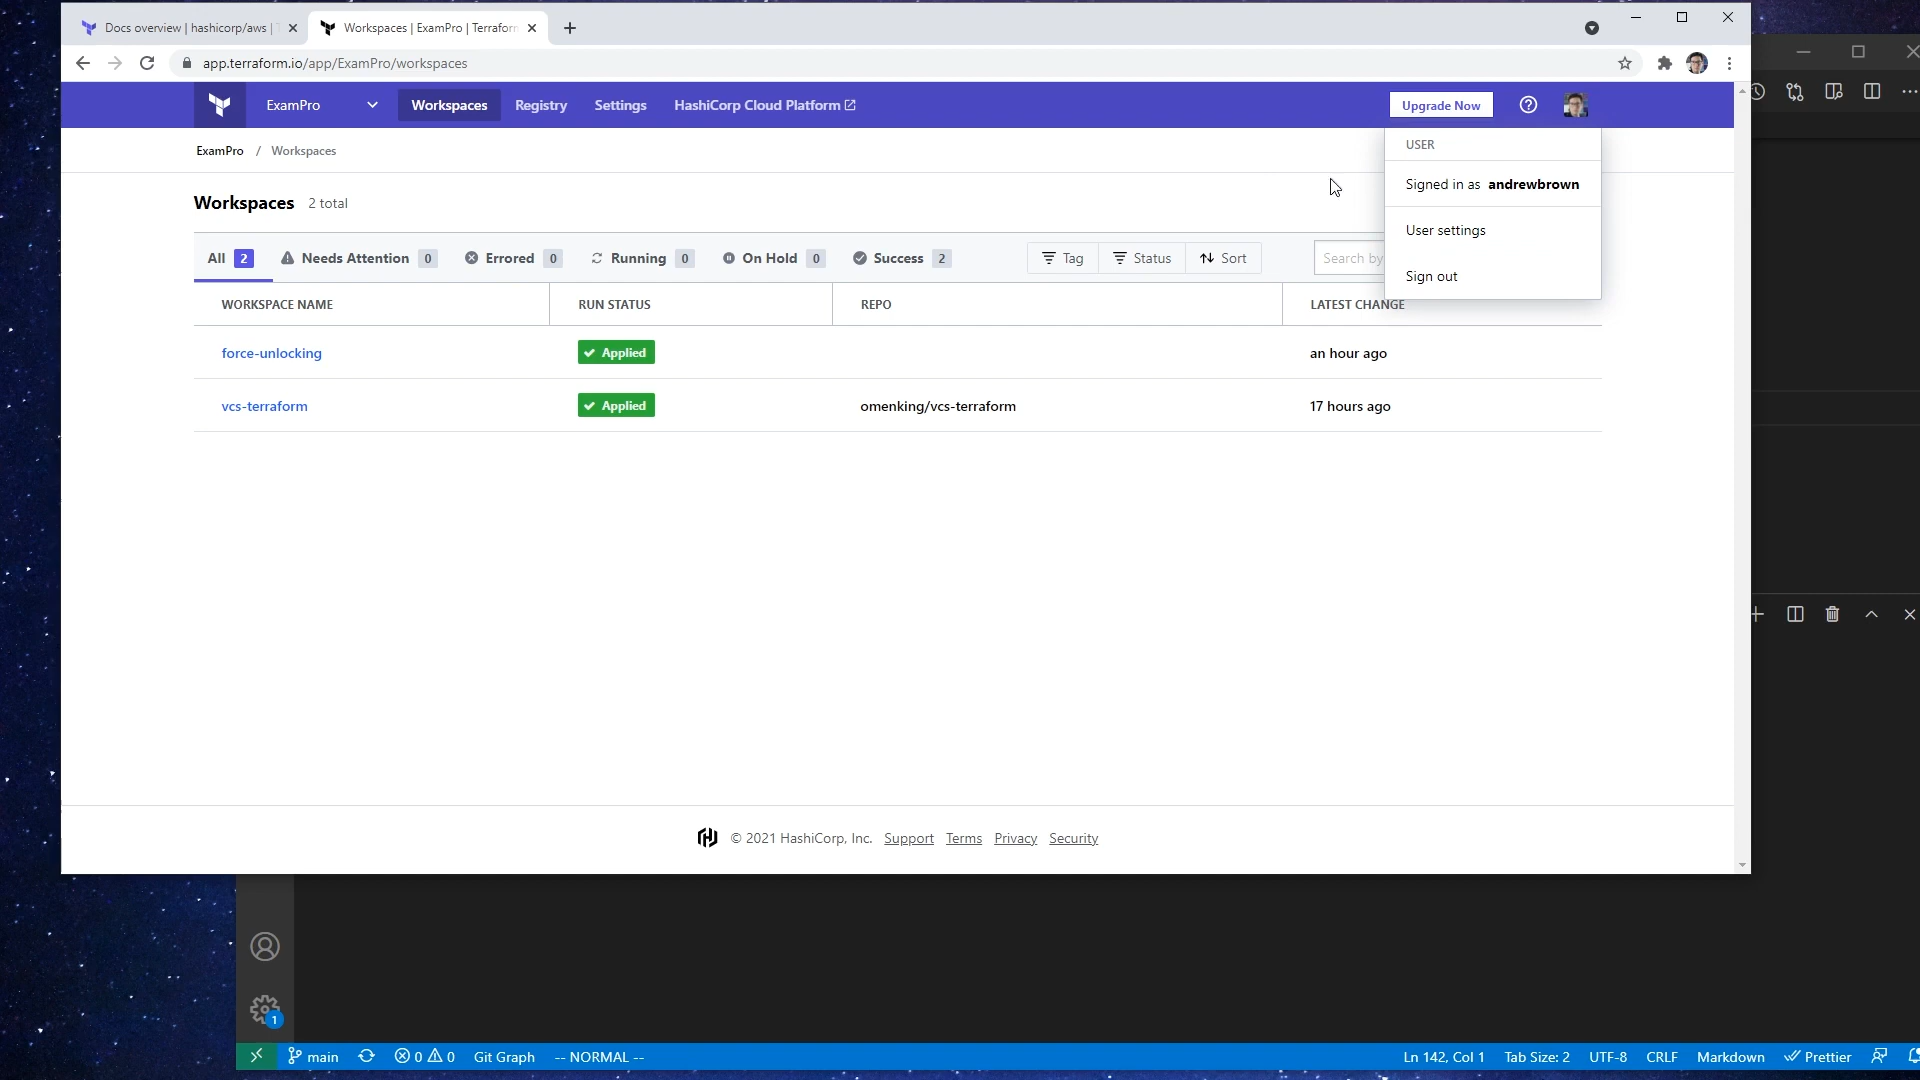 Docs overview | hashicorp/aws |
Workspaces | ExamPro | Terraform
app.terraform.io/app/ExamPro/workspaces
ExamPro
Workspaces
Registry
Settings
HashiCorp Cloud Platform
Upgrade Now
USER
ExamPro / Workspaces
Signed in as andrewbrown
Workspaces 2 total
User settings
All 2
Needs Attention 0
Errored 0
Running 0
On Hold 0
Success 2
Tag
Status
Sort
Search by
Sign out
WORKSPACE NAME
RUN STATUS
REPO
LATEST CHANGE
force-unlocking
Applied
an hour ago
vcs-terraform
Applied
omenking/vcs-terraform
17 hours ago
© 2021 HashiCorp, Inc. Support Terms Privacy Security
1
main
0
0
Git Graph
-- NORMAL --
Ln 142, Col 1
Tab Size: 2
UTF-8
CRLF
Markdown
Prettier